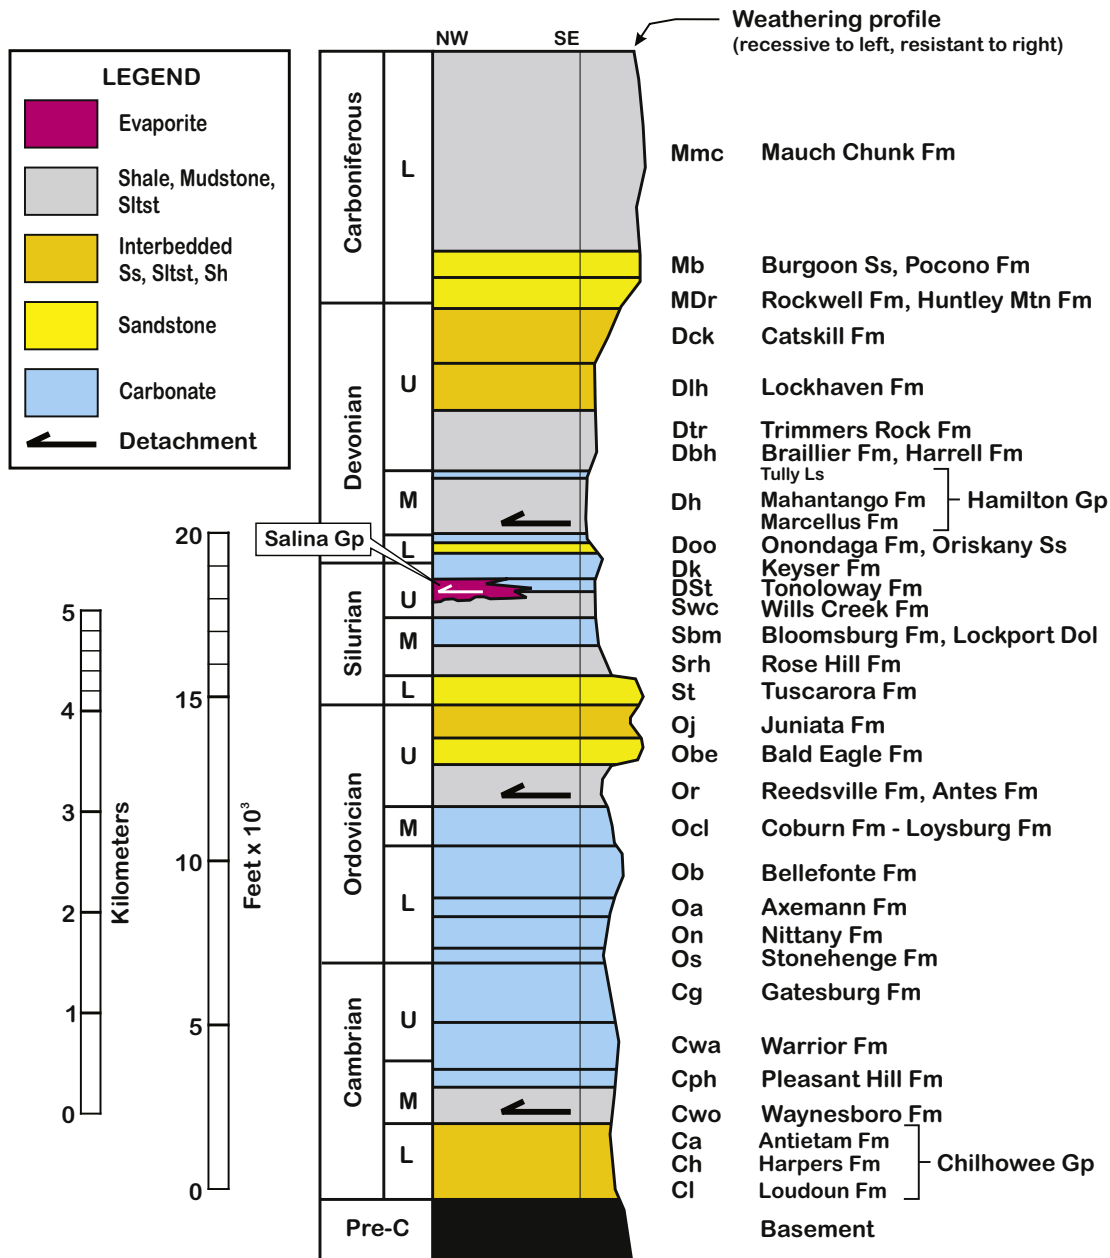 Weathering profile
(recessive to left, resistant to right)
NW SE
LEGEND
Evaporite
Shale, Mudstone,
Sltst
Interbedded
Ss, Sltst, Sh
Sandstone
Carbonate
Detachment
Salina Gp
Kilometers
5
4
3
2
1
0
Feet x 10³
20
15
10
5
0
Carboniferous
L
Devonian
U
M
L
Silurian
U
M
L
Ordovician
U
M
L
Cambrian
U
M
L
Pre-C
Mmc Mauch Chunk Fm
Mb Burgoon Ss, Pocono Fm
MDr Rockwell Fm, Huntley Mtn Fm
Dck Catskill Fm
Dlh Lockhaven Fm
Dtr Trimmers Rock Fm
Dbh Braillier Fm, Harrell Fm
Tully Ls
Dh Mahantango Fm Hamilton Gp
Marcellus Fm
Doo Onondaga Fm, Oriskany Ss
Dk Keyser Fm
DSt Tonoloway Fm
Swc Wills Creek Fm
Sbm Bloomsburg Fm, Lockport Dol
Srh Rose Hill Fm
St Tuscarora Fm
Oj Juniata Fm
Obe Bald Eagle Fm
Or Reedsville Fm, Antes Fm
Ocl Coburn Fm - Loysburg Fm
Ob Bellefonte Fm
Oa Axemann Fm
On Nittany Fm
Os Stonehenge Fm
Cg Gatesburg Fm
Cwa Warrior Fm
Cph Pleasant Hill Fm
Cwo Waynesboro Fm
Ca Antietam Fm
Ch Harpers Fm Chilhowee Gp
Cl Loudoun Fm
Basement